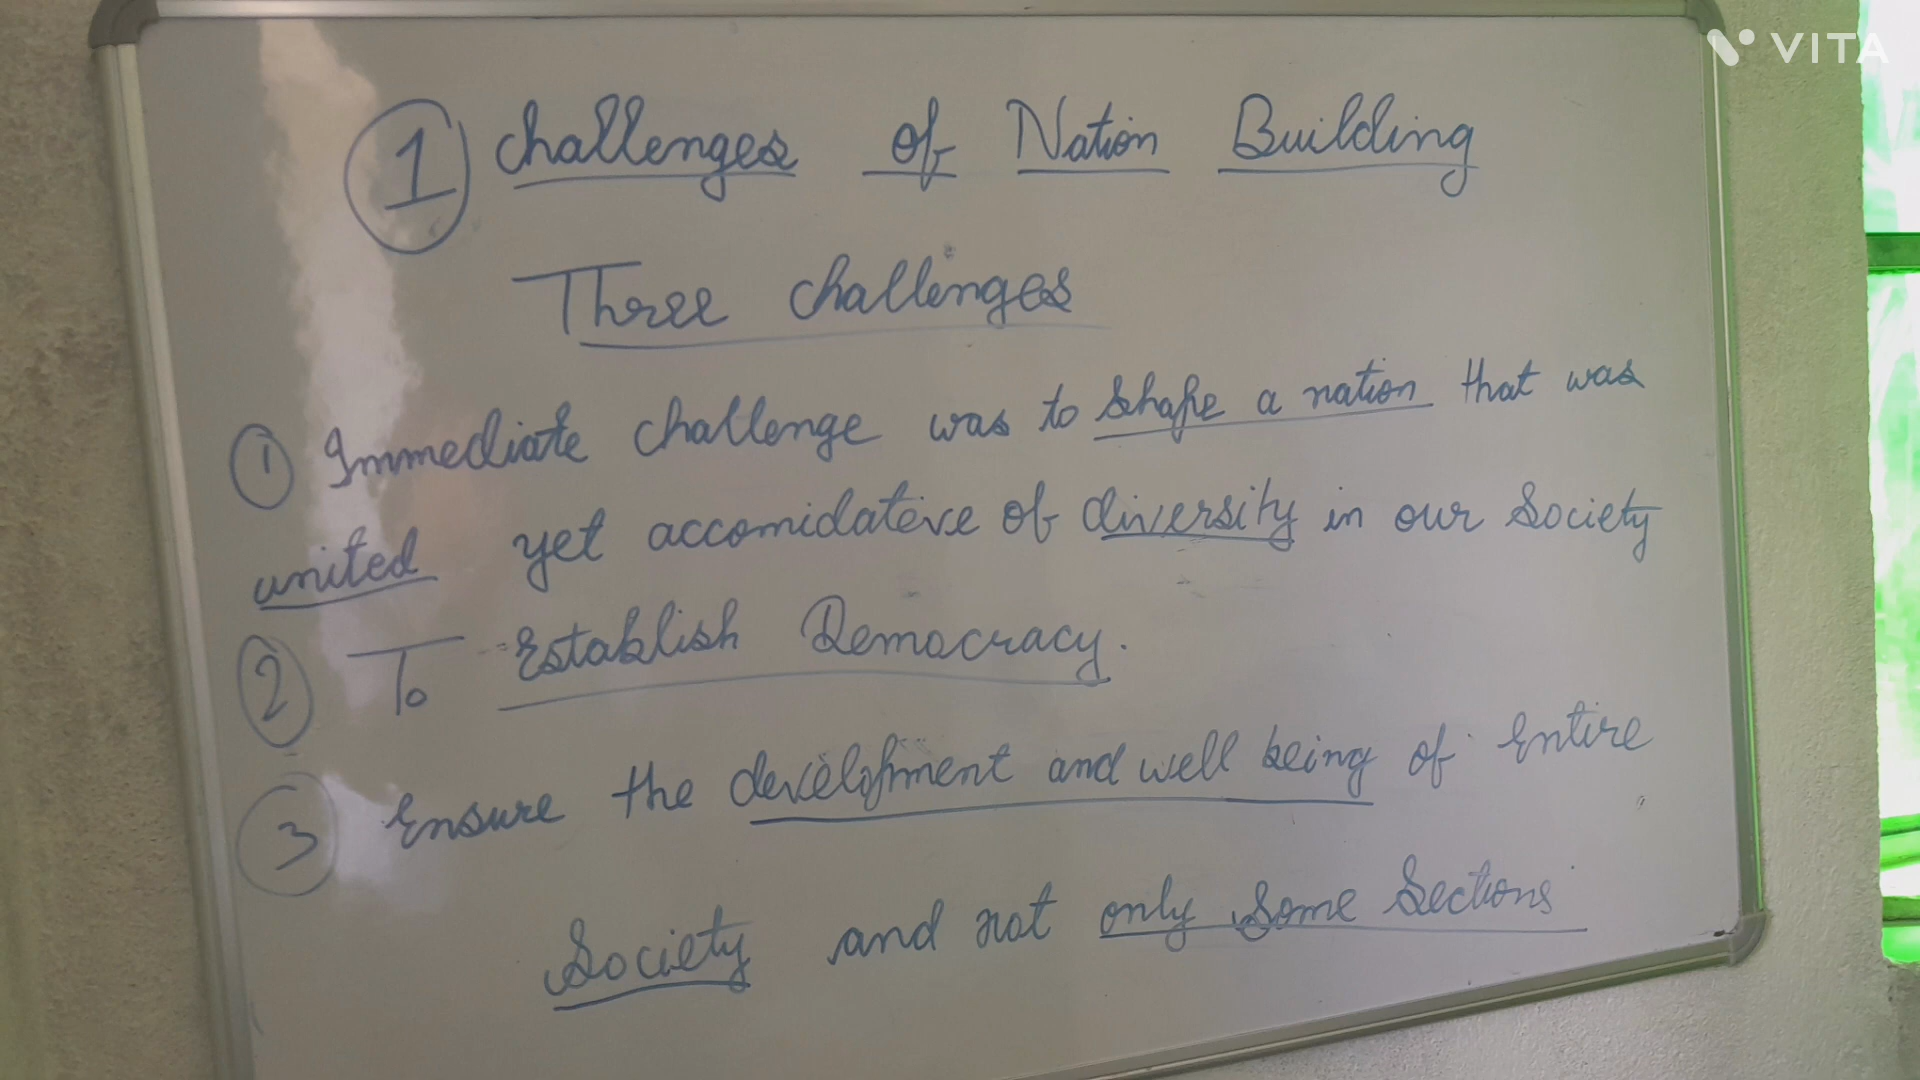 VITA
1 Challenges of Nation Building
Three Challenges
1 Immediate challenge was to shape a nation that was
united yet accomidateve of diversity in our Society
2 To Establish Democracy.
3 Ensure the development and well being of Entire
Society and not only some sections